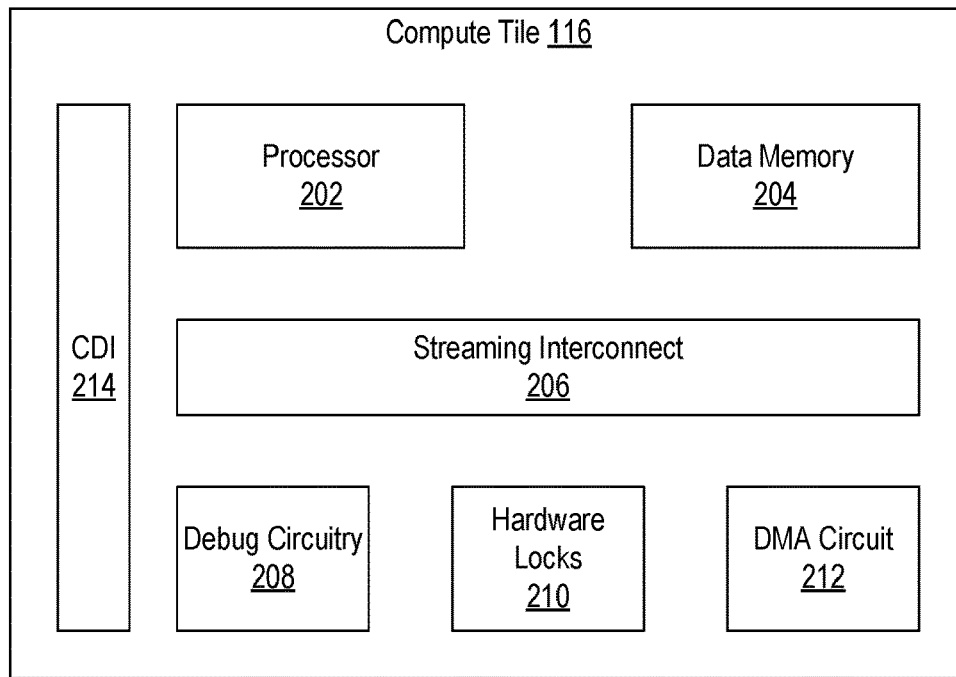 Compute Tile 116
Processor
202
Data Memory
204
CDI
214
Streaming Interconnect
206
Debug Circuitry
208
Hardware
Locks
210
DMA Circuit
212